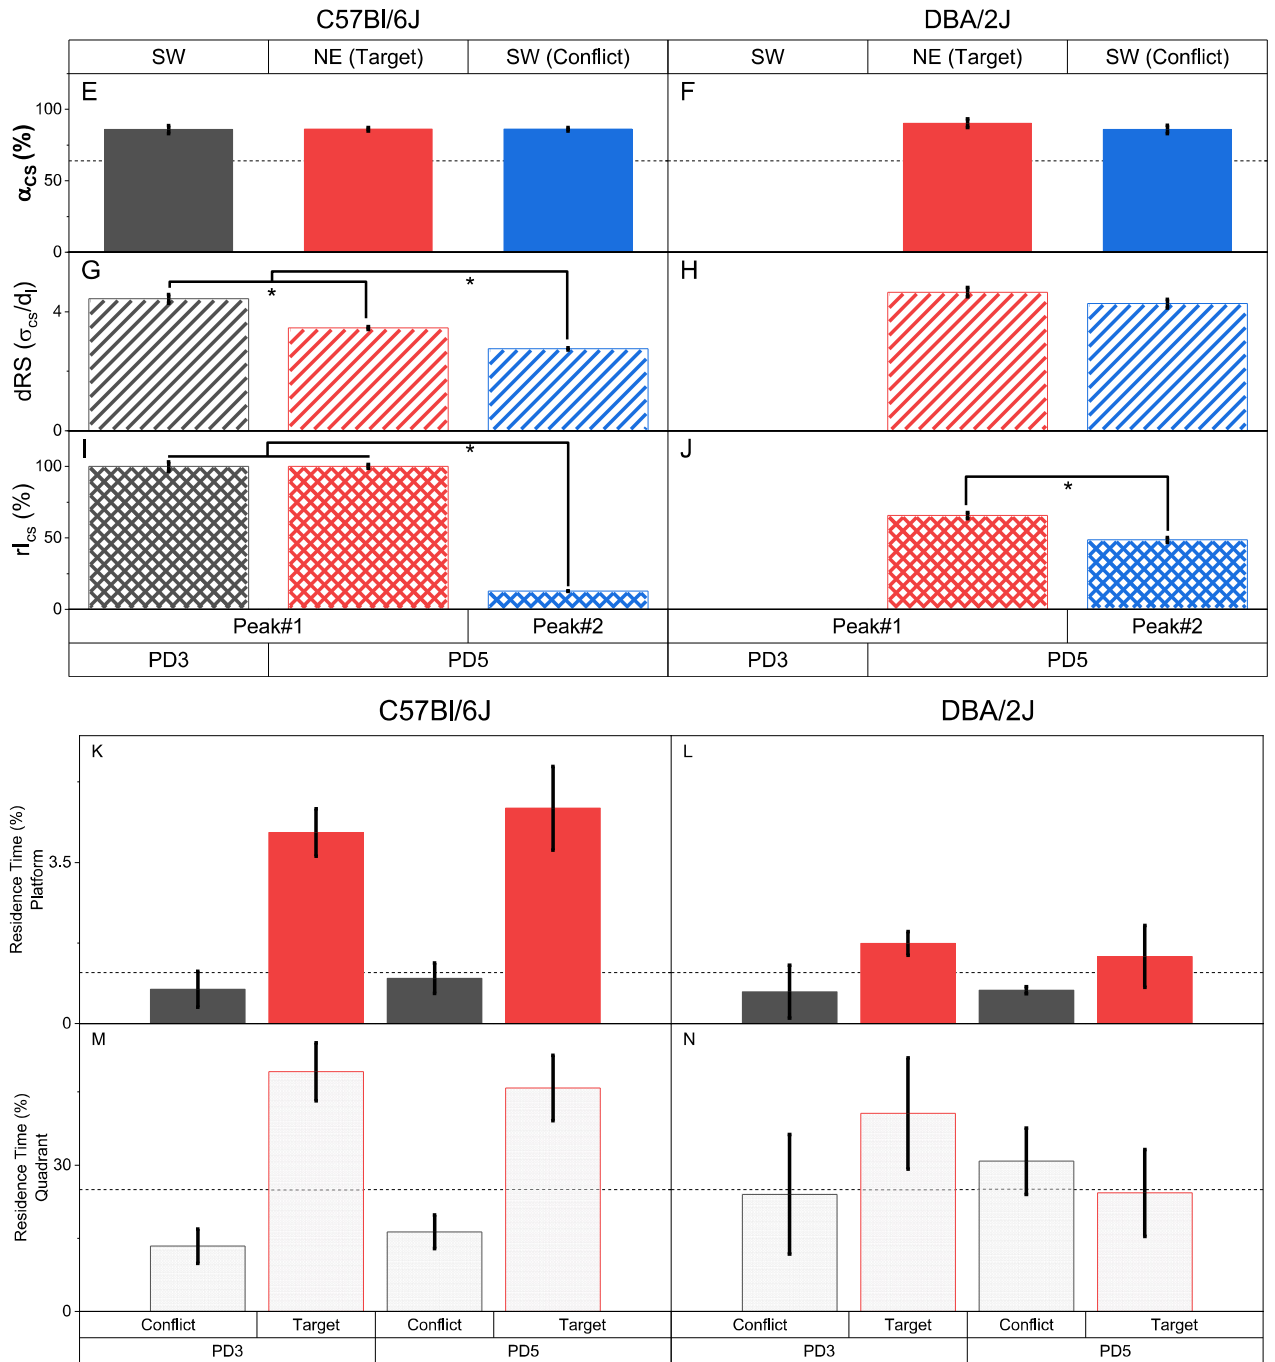 C57Bl/6J DBA/2J
SW NE (Target) SW (Conflict) SW NE (Target) SW (Conflict)
E F
100
50
0
αcs (%)
G H
* *
4
0
dRS (σcs/dI)
I J
* *
100
50
0
rIcs (%)
Peak#1 Peak#2 Peak#1 Peak#2
PD3 PD5 PD3 PD5
C57Bl/6J DBA/2J
K L
3.5
0
Residence Time (%)
Platform
M N
30
0
Residence Time (%)
Quadrant
Conflict Target Conflict Target Conflict Target Conflict Target
PD3 PD5 PD3 PD5